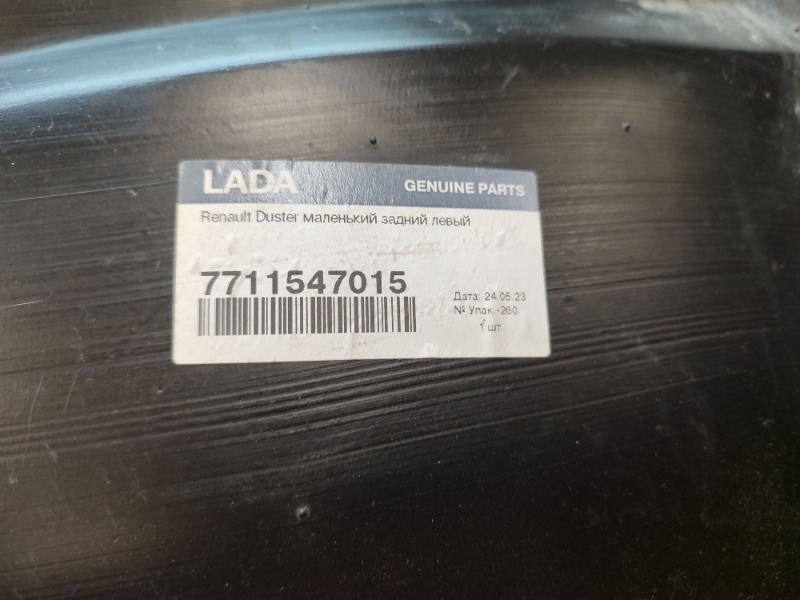 LADA GENUINE PARTS
Renault Duster маленький задний левый
7711547015
Дата: 24.05.23
№ Упак.-260
1 шт.